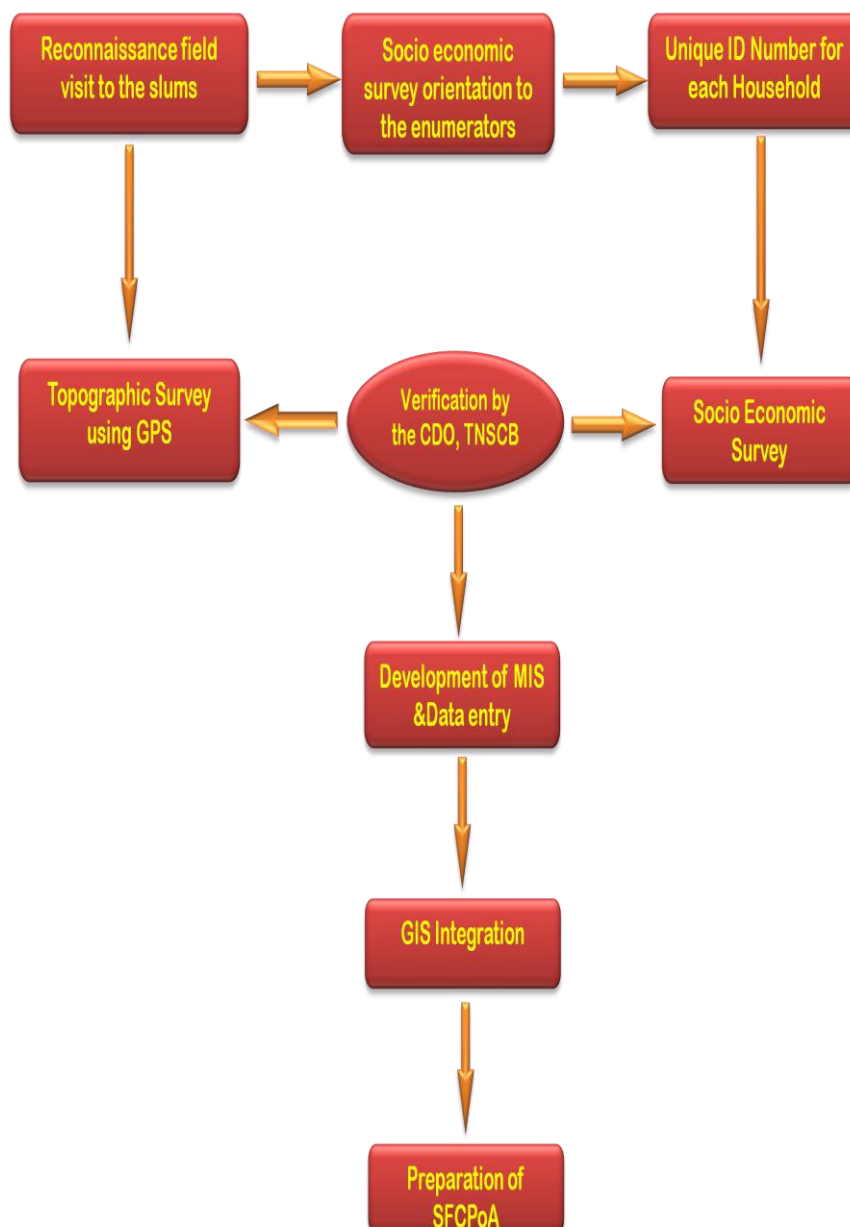 Reconnaissance field
visit to the slums
Socio economic
survey orientation to
the enumerators
Unique ID Number for
each Household
Topographic Survey
using GPS
Verification by
the CDO, TNSCB
Socio Economic
Survey
Development of MIS
&Data entry
GIS Integration
Preparation of
SFCPoA